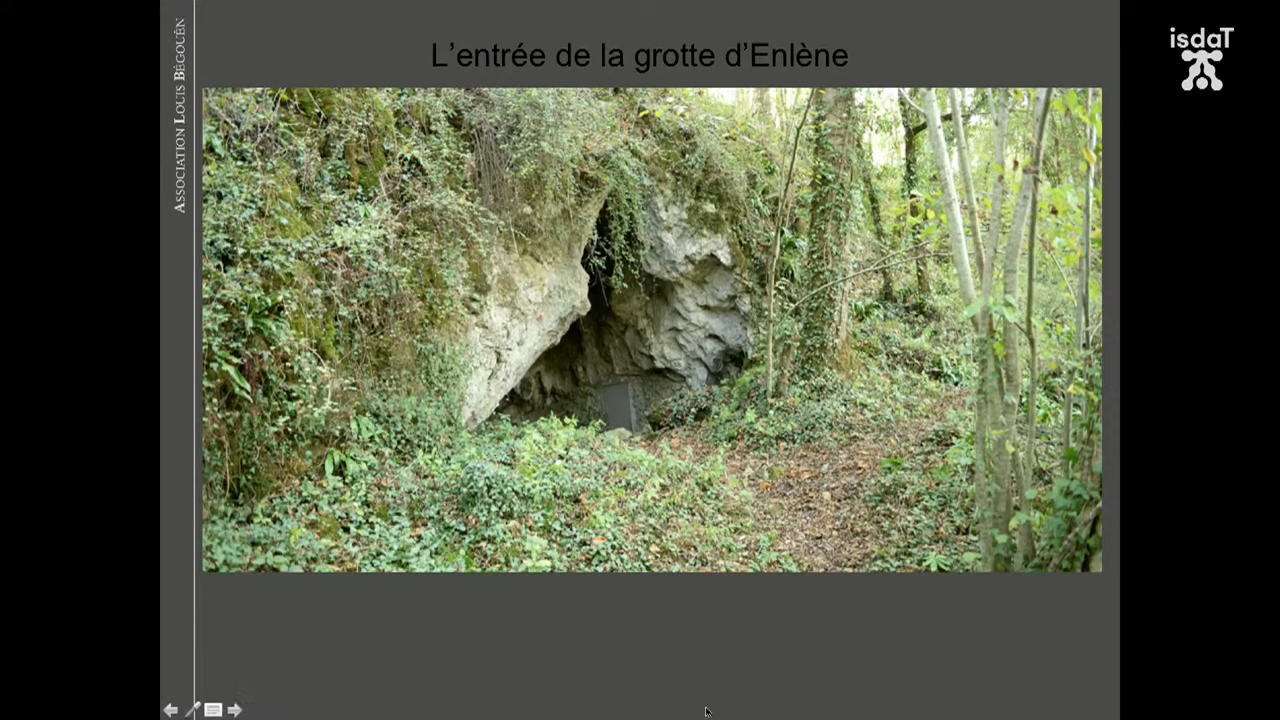 L’entrée de la grotte d’Enlène
ASSOCIATION LOUIS BÉGOUËN
isdaT